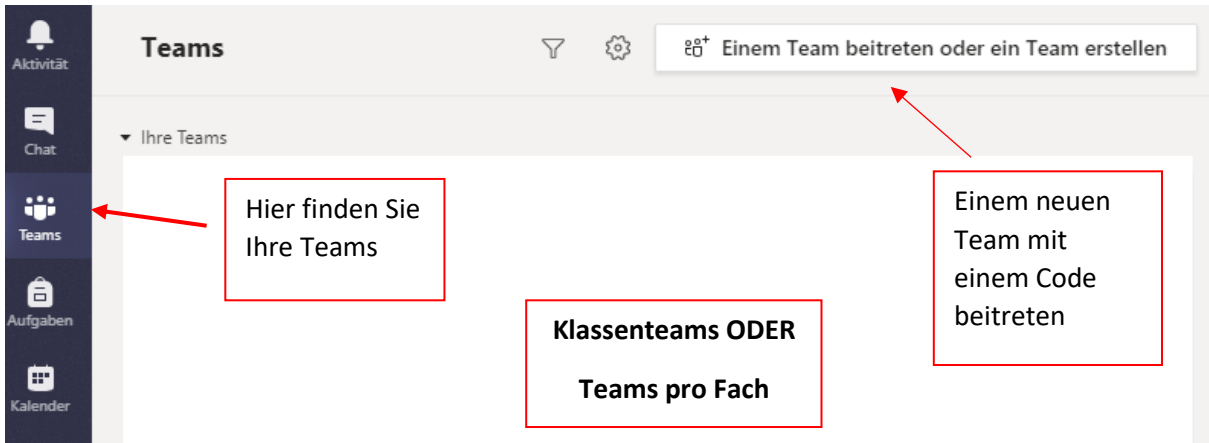 Aktivität
Chat
Teams
Aufgaben
Kalender
Teams
Einem Team beitreten oder ein Team erstellen
Ihre Teams
Hier finden Sie
Ihre Teams
Einem neuen
Team mit
einem Code
beitreten
Klassenteams ODER
Teams pro Fach